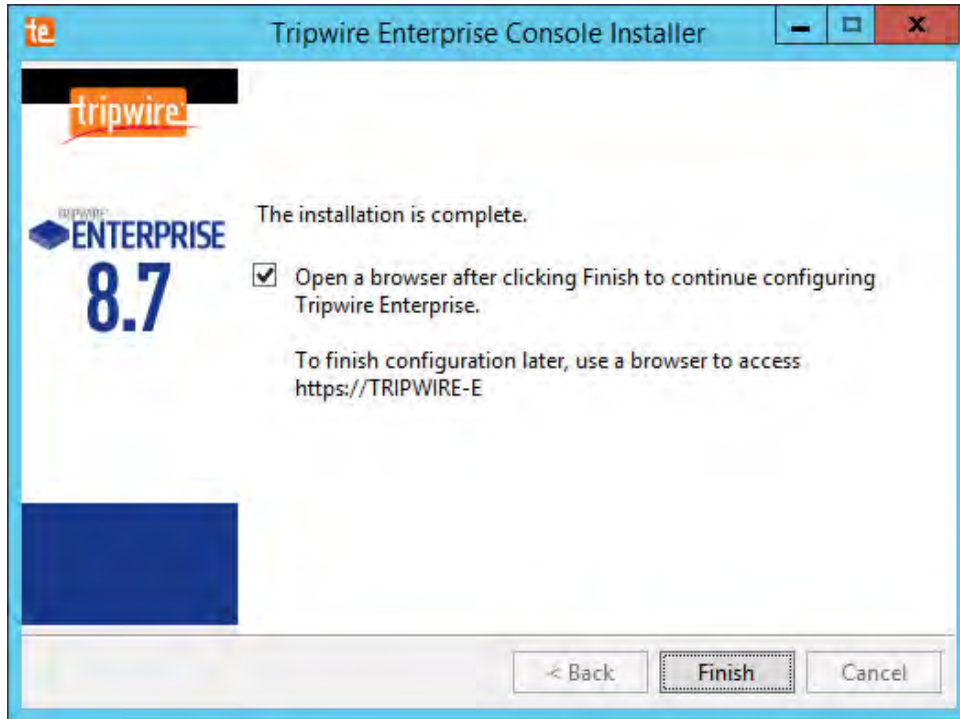 te
Tripwire Enterprise Console Installer
tripwire
TRIPWIRE
ENTERPRISE
8.7
The installation is complete.
Open a browser after clicking Finish to continue configuring
Tripwire Enterprise.
To finish configuration later, use a browser to access
https://TRIPWIRE-E
< Back
Finish
Cancel